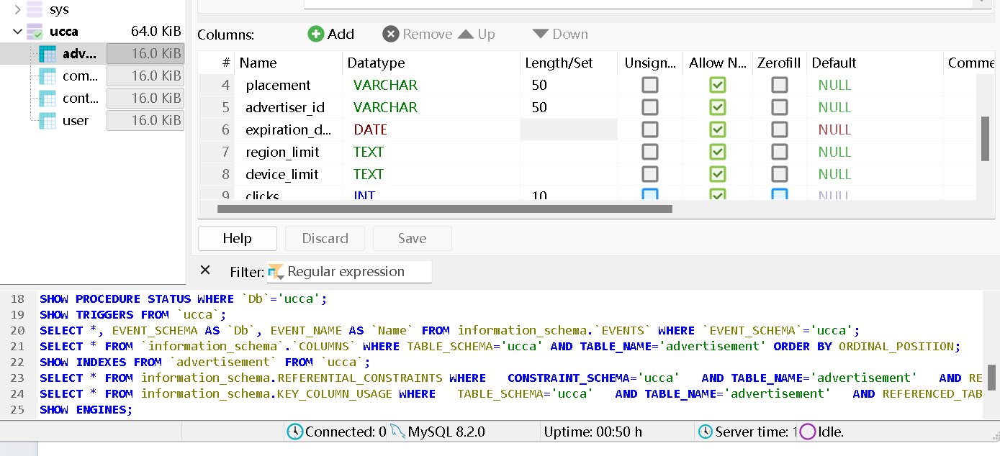 sys
ucca 64.0 KiB
adv... 16.0 KiB
com... 16.0 KiB
cont... 16.0 KiB
user 16.0 KiB
Columns: Add Remove Up Down
# Name Datatype Length/Set Unsign... Allow N... Zerofill Default Comme
4 placement VARCHAR 50 NULL
5 advertiser_id VARCHAR 50 NULL
6 expiration_d... DATE NULL
7 region_limit TEXT NULL
8 device_limit TEXT NULL
9 clicks INT 10 NULL
Help Discard Save
Filter: Regular expression
18 SHOW PROCEDURE STATUS WHERE `Db`='ucca';
19 SHOW TRIGGERS FROM `ucca`;
20 SELECT *, EVENT_SCHEMA AS `Db`, EVENT_NAME AS `Name` FROM information_schema.`EVENTS` WHERE `EVENT_SCHEMA`='ucca';
21 SELECT * FROM `information_schema`.`COLUMNS` WHERE TABLE_SCHEMA='ucca' AND TABLE_NAME='advertisement' ORDER BY ORDINAL_POSITION;
22 SHOW INDEXES FROM `advertisement` FROM `ucca`;
23 SELECT * FROM information_schema.REFERENTIAL_CONSTRAINTS WHERE   CONSTRAINT_SCHEMA='ucca'   AND TABLE_NAME='advertisement'   AND RE
24 SELECT * FROM information_schema.KEY_COLUMN_USAGE WHERE   TABLE_SCHEMA='ucca'   AND TABLE_NAME='advertisement'   AND REFERENCED_TAB
25 SHOW ENGINES;
Connected: 0 MySQL 8.2.0 Uptime: 00:50 h Server time: 1 Idle.